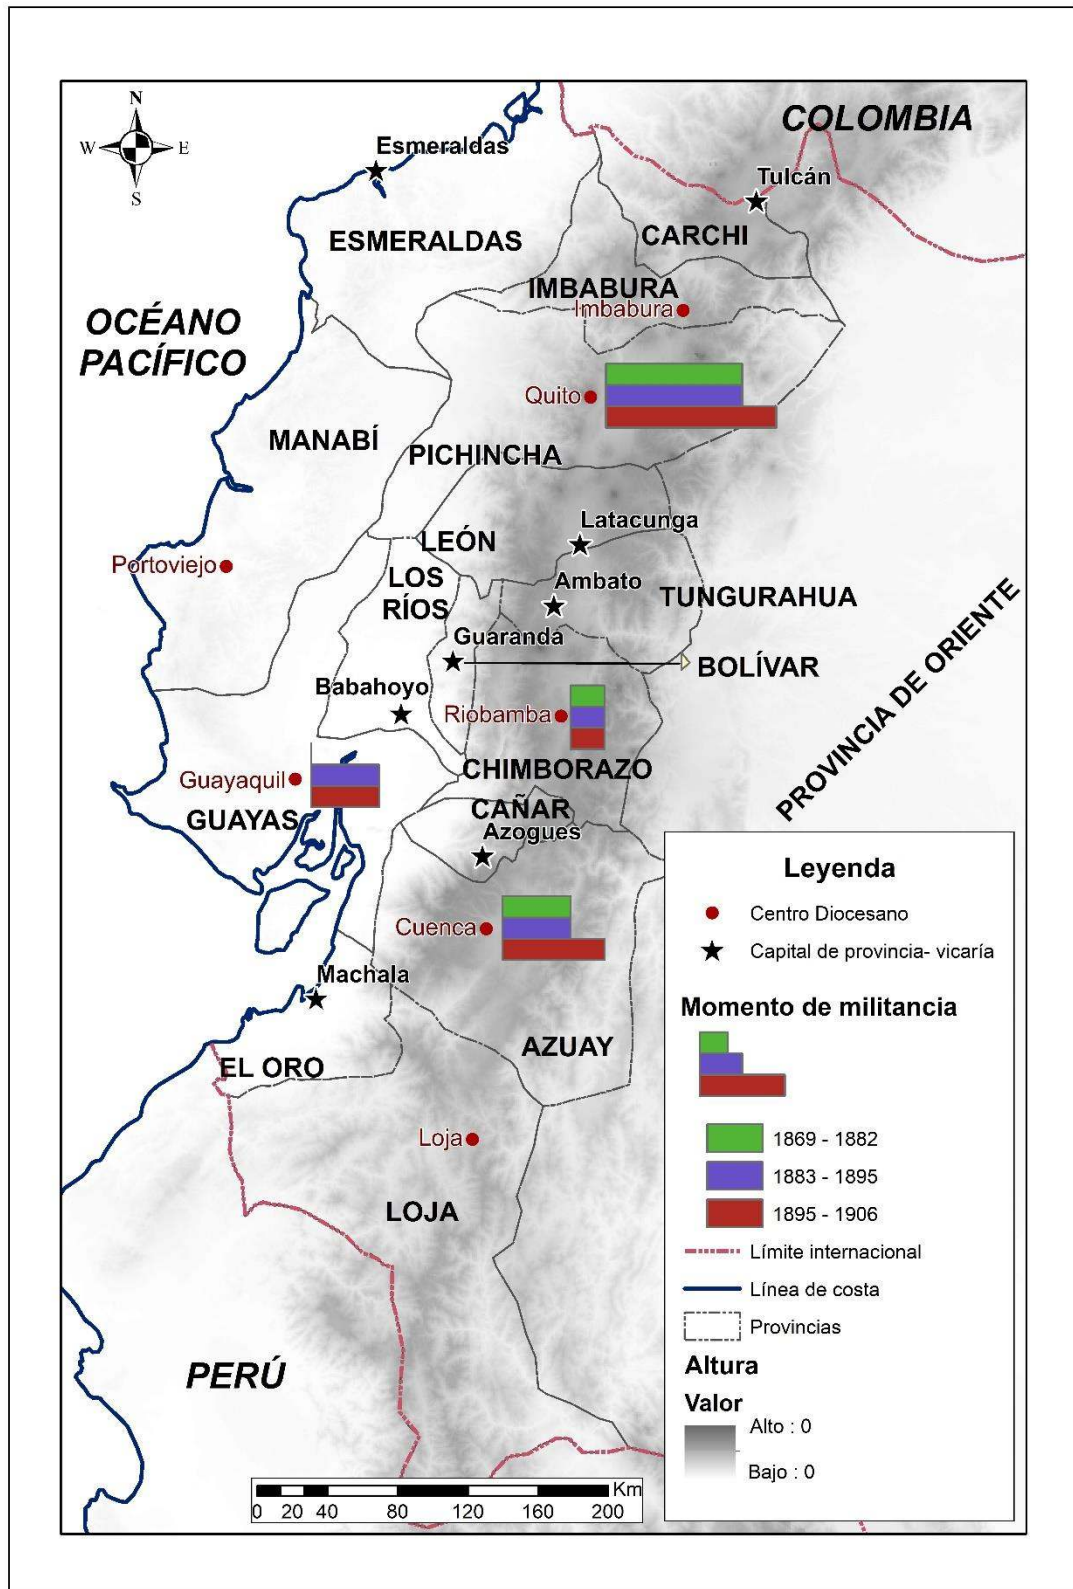 N
W E
S
COLOMBIA
Esmeraldas
Tulcán
ESMERALDAS
CARCHI
IMBABURA
Imbabura
OCÉANO
PACÍFICO
Quito
MANABÍ
PICHINCHA
Latacunga
LEÓN
Portoviejo
LOS
RÍOS
Ambato
TUNGURAHUA
Guaranda
BOLÍVAR
Babahoyo
Riobamba
PROVINCIA DE ORIENTE
CHIMBORAZO
Guayaquil
GUAYAS
CAÑAR
Azogues
Cuenca
Machala
AZUAY
EL ORO
Loja
LOJA
PERÚ
Leyenda
Centro Diocesano
Capital de provincia- vicaría
Momento de militancia
1869 - 1882
1883 - 1895
1895 - 1906
Límite internacional
Línea de costa
Provincias
Altura
Valor
Alto : 0
Bajo : 0
Km
0 20 40 80 120 160 200